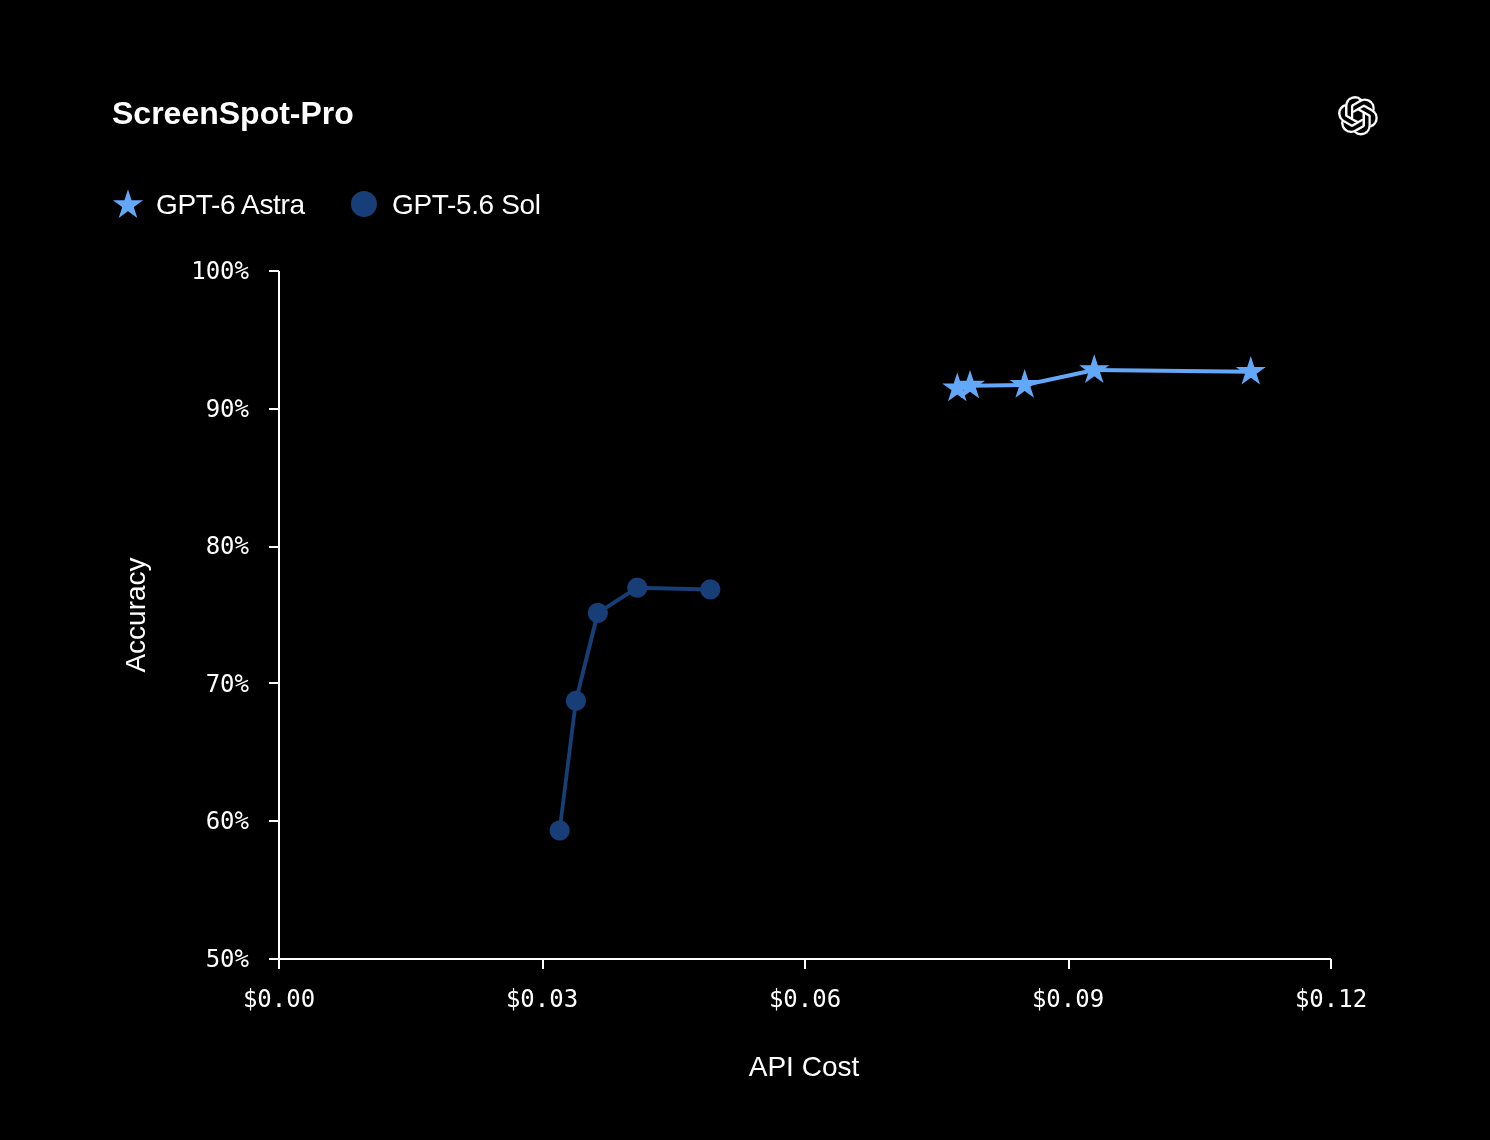 ScreenSpot-Pro
GPT-6 Astra
GPT-5.6 Sol
100%
90%
80%
70%
60%
50%
Accuracy
$0.00
$0.03
$0.06
$0.09
$0.12
API Cost